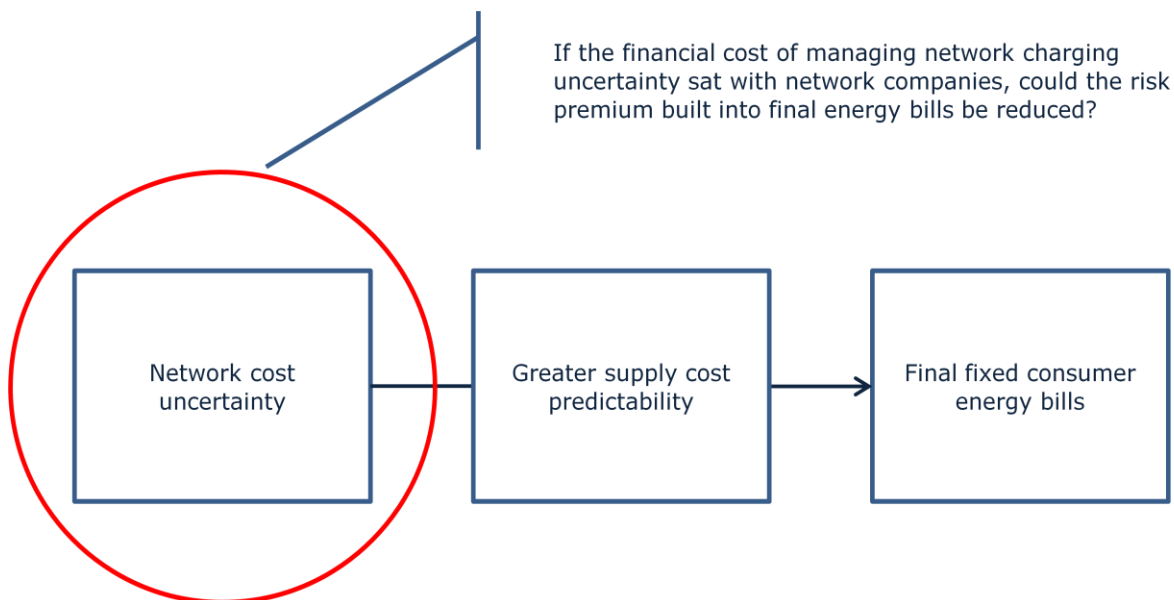 If the financial cost of managing network charging
uncertainty sat with network companies, could the risk
premium built into final energy bills be reduced?
Network cost
uncertainty
Greater supply cost
predictability
Final fixed consumer
energy bills